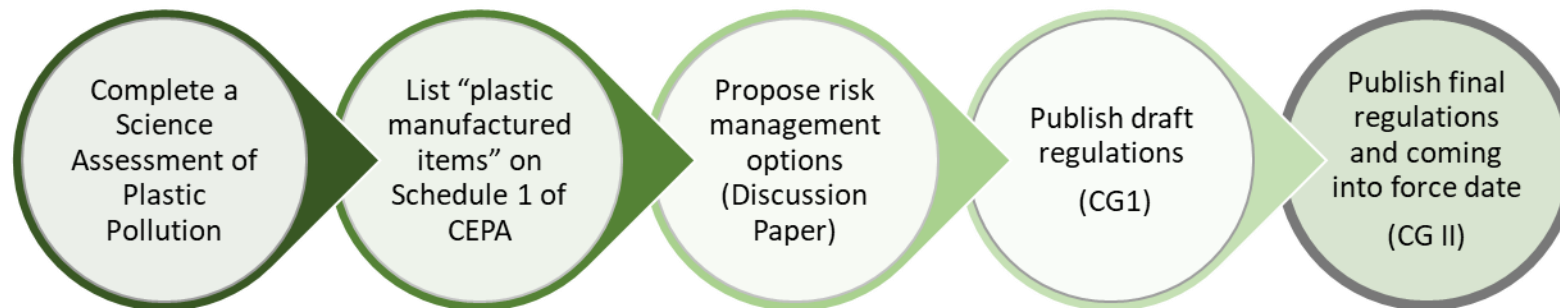 Complete a
Science
Assessment of
Plastic
Pollution
List “plastic
manufactured
items” on
Schedule 1 of
CEPA
Propose risk
management
options
(Discussion
Paper)
Publish draft
regulations
(CG1)
Publish final
regulations
and coming
into force date
(CG II)